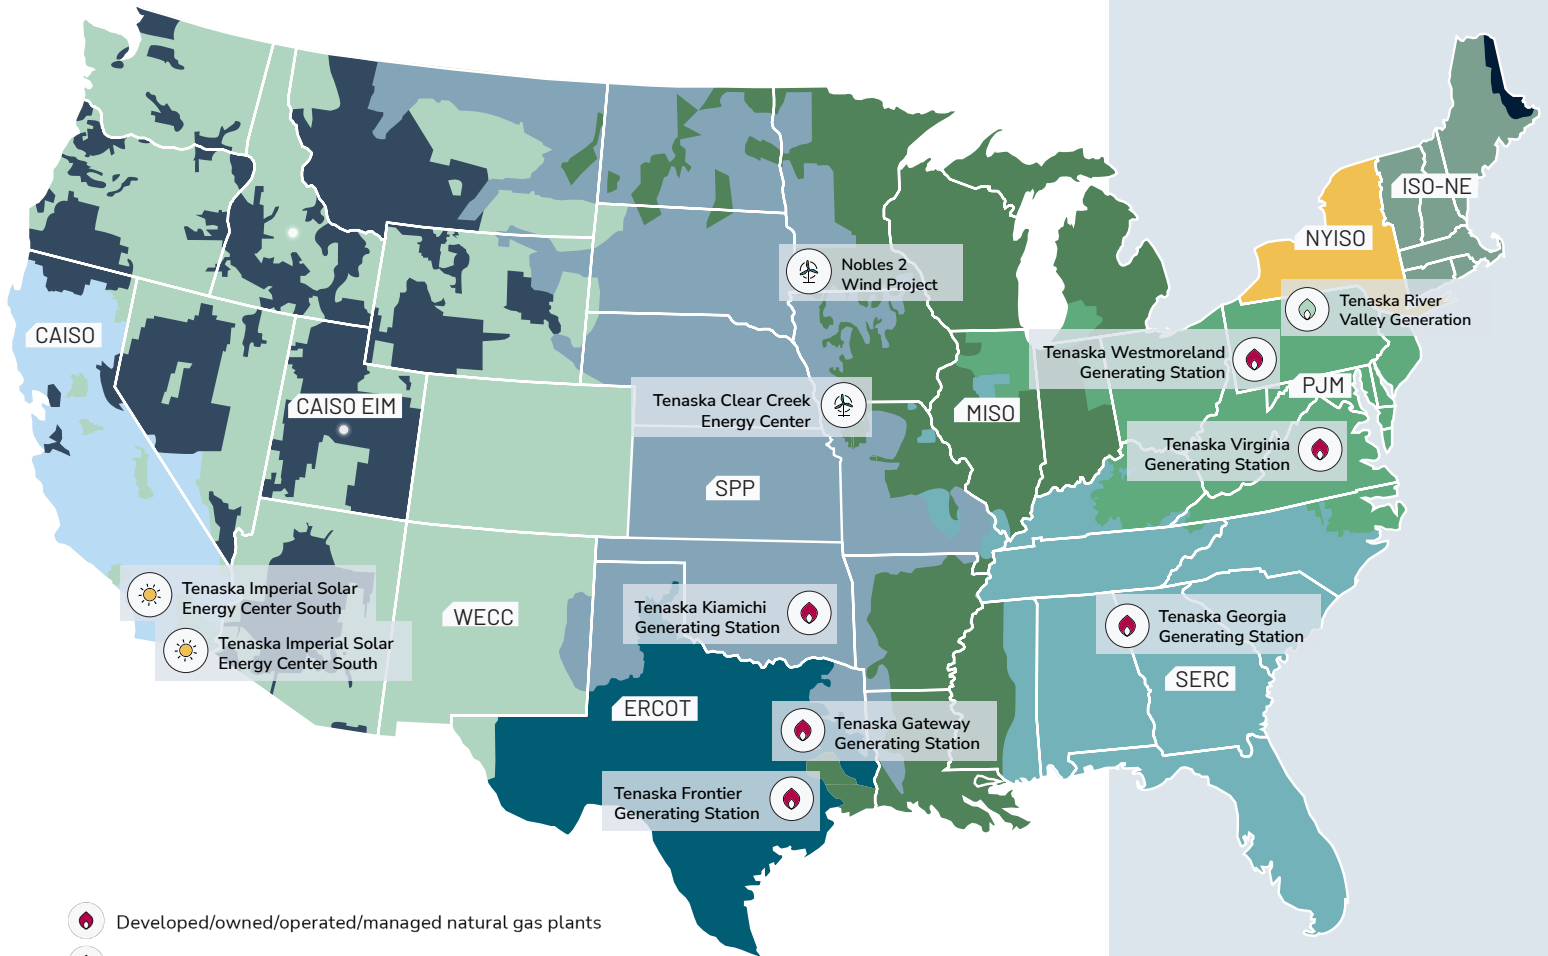 ISO-NE
NYISO
Nobles 2
Wind Project
Tenaska River
Valley Generation
CAISO
Tenaska Westmoreland
Generating Station
PJM
CAISO EIM
Tenaska Clear Creek
Energy Center
MISO
Tenaska Virginia
Generating Station
SPP
Tenaska Imperial Solar
Energy Center South
WECC
Tenaska Kiamichi
Generating Station
Tenaska Georgia
Generating Station
Tenaska Imperial Solar
Energy Center South
SERC
ERCOT
Tenaska Gateway
Generating Station
Tenaska Frontier
Generating Station
Developed/owned/operated/managed natural gas plants